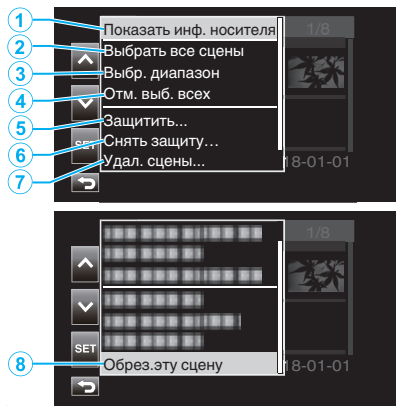 1
Показать инф. носителя
1/8
2
Выбрать все сцены
3
Выбр. диапазон
4
Отм. выб. всех
5
Защитить...
6
Снять защиту...
SET
7
Удал. сцены...
18-01-01
1/8
SET
8
Обрез.эту сцену
18-01-01